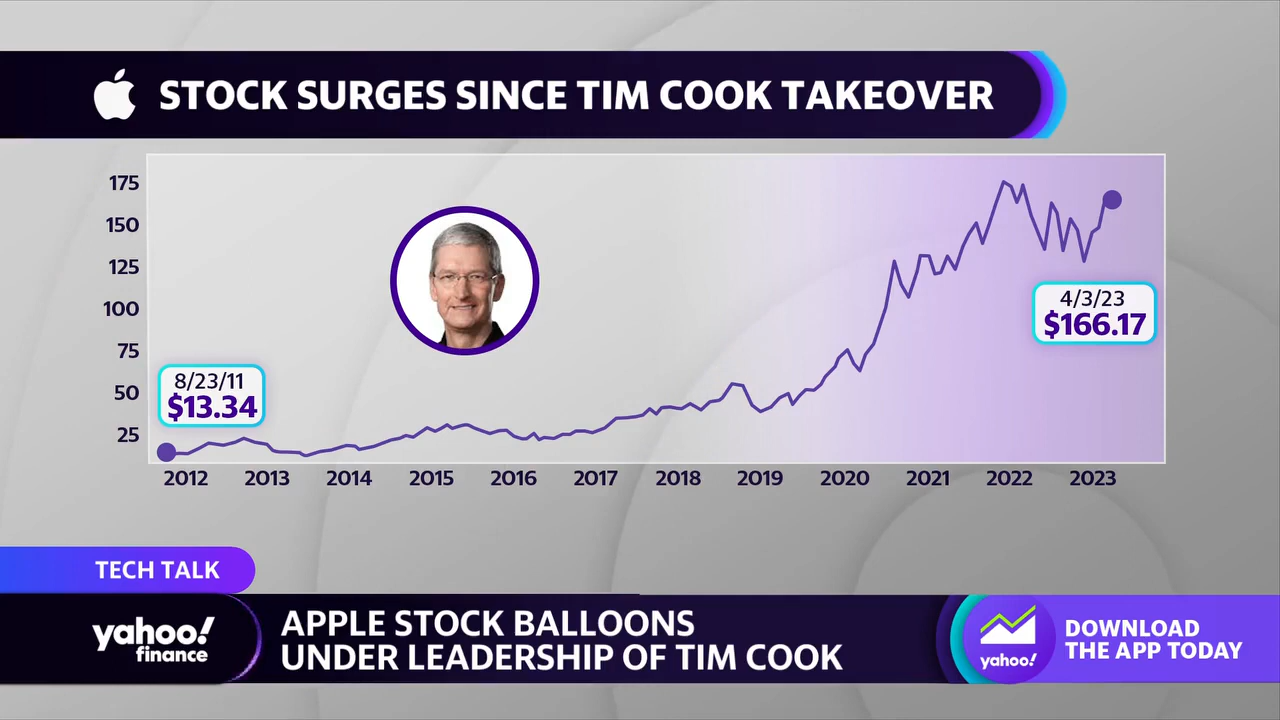 STOCK SURGES SINCE TIM COOK TAKEOVER
175
150
125
100
75
50
25
8/23/11
$13.34
4/3/23
$166.17
2012 2013 2014 2015 2016 2017 2018 2019 2020 2021 2022 2023
TECH TALK
yahoo!
finance
APPLE STOCK BALLOONS
UNDER LEADERSHIP OF TIM COOK
yahoo!
DOWNLOAD
THE APP TODAY